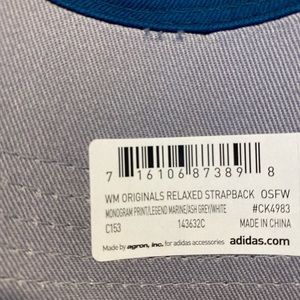 7 16106 87389 8
WM ORIGINALS RELAXED STRAPBACK OSFW
MONOGRAM PRINT/LEGEND MARINE/ASH GREY/WHITE #CK4983
C153 143632C MADE IN CHINA
Made by agron, inc. for adidas accessories adidas.com